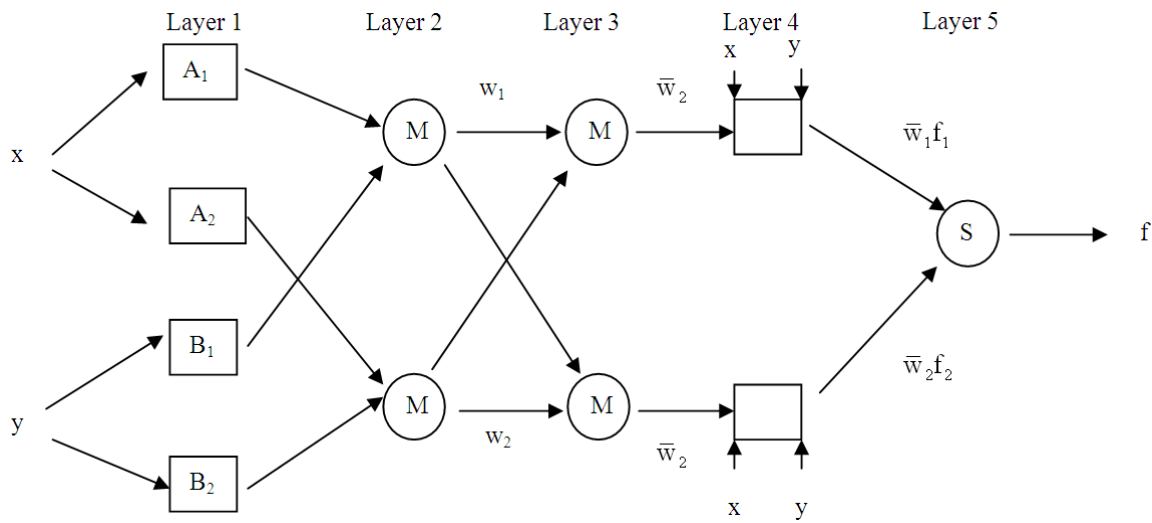 Layer 1 Layer 2 Layer 3 Layer 4 Layer 5
x y
A₁
w₁ w̅₂
M M
w̅₁f₁
x
A₂
S f
B₁
w̅₂f₂
M M
y
w₂ w̅₂
B₂
x y